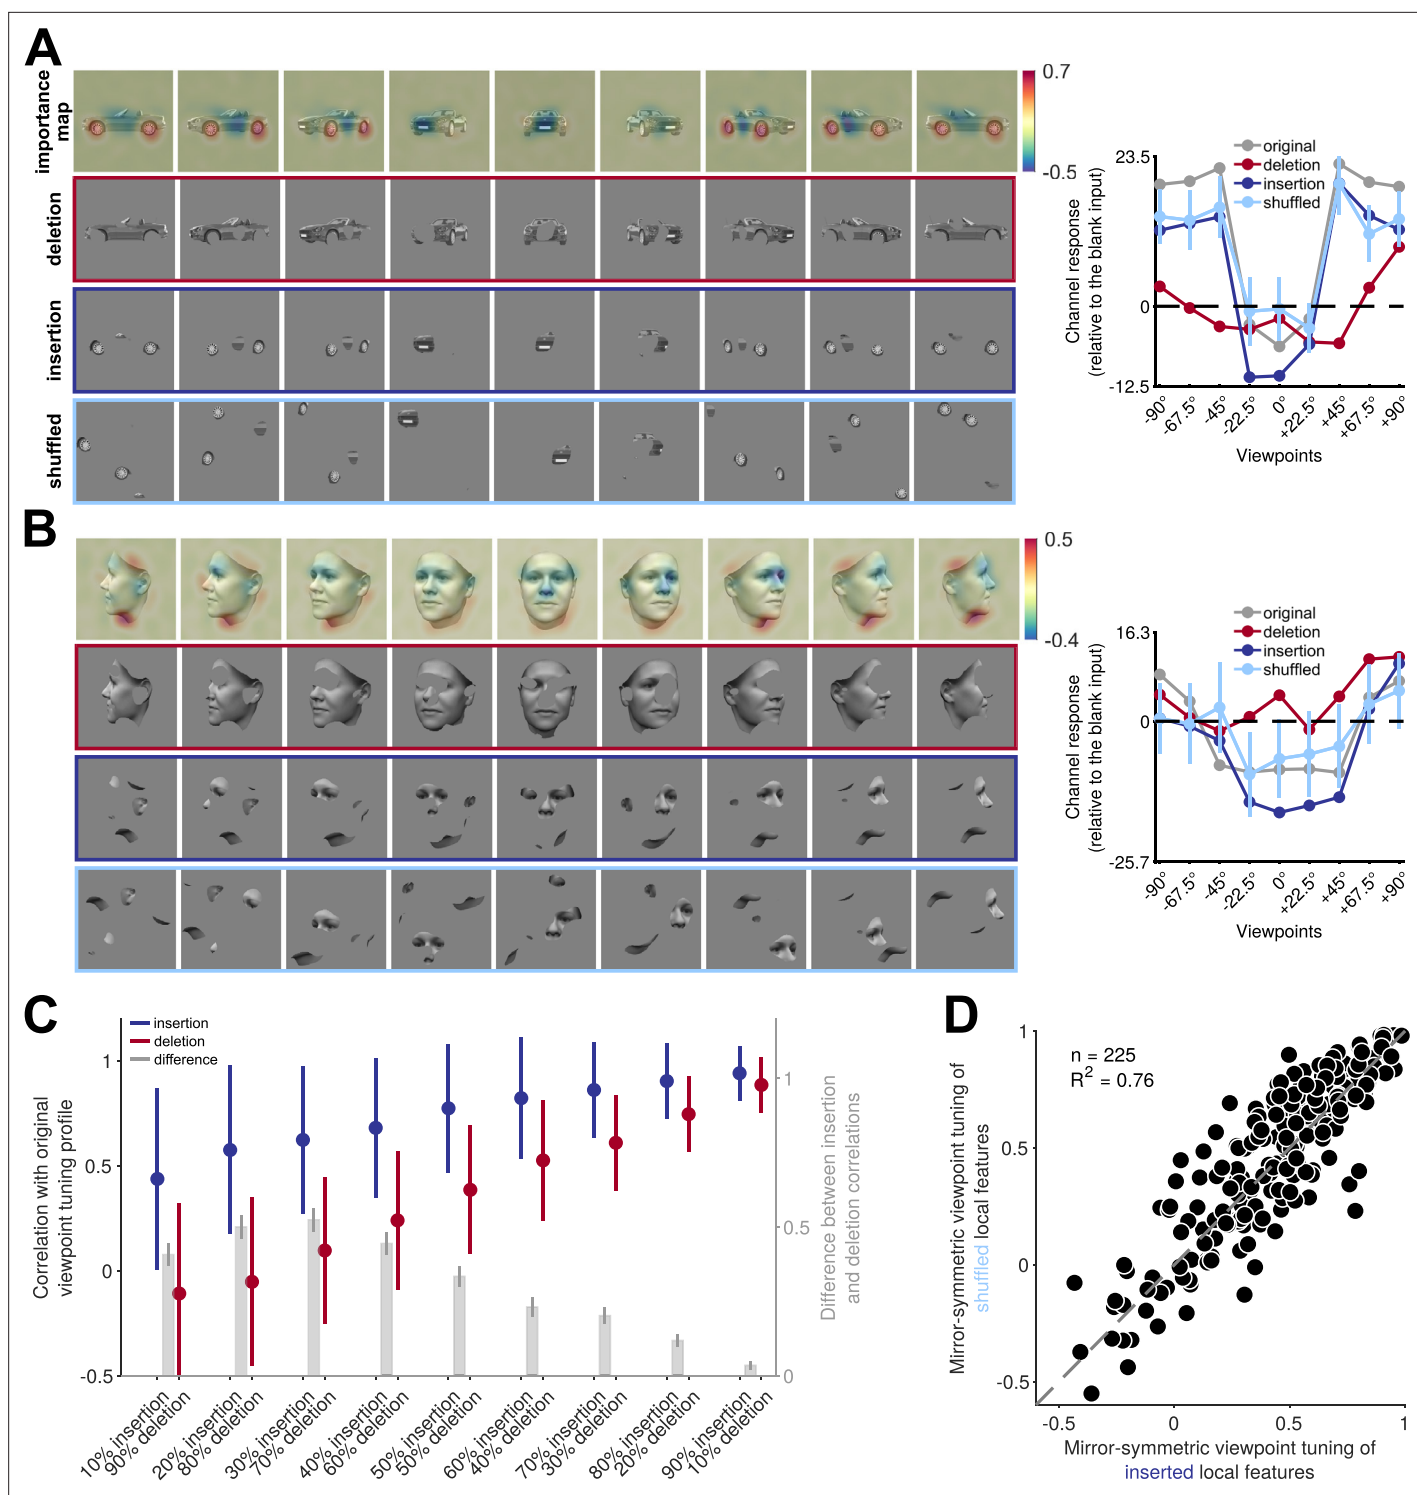 A
importance
map
0.7
-0.5
deletion
insertion
shuffled
original
deletion
insertion
shuffled
23.5
0
-12.5
Channel response
(relative to the blank input)
-90°
-67.5°
-45°
-22.5°
0°
+22.5°
+45°
+67.5°
+90°
Viewpoints
B
0.5
-0.4
original
deletion
insertion
shuffled
16.3
0
-25.7
Channel response
(relative to the blank input)
-90°
-67.5°
-45°
-22.5°
0°
+22.5°
+45°
+67.5°
+90°
Viewpoints
C
insertion
deletion
difference
1
0.5
0
-0.5
Correlation with original
viewpoint tuning profile
1
0.5
0
Difference between insertion
and deletion correlations
10% insertion
90% deletion
20% insertion
80% deletion
30% insertion
70% deletion
40% insertion
60% deletion
50% insertion
50% deletion
60% insertion
40% deletion
70% insertion
30% deletion
80% insertion
20% deletion
90% insertion
10% deletion
D
n = 225
R² = 0.76
1
0.5
0
-0.5
Mirror-symmetric viewpoint tuning of
shuffled local features
-0.5
0
0.5
1
Mirror-symmetric viewpoint tuning of
inserted local features